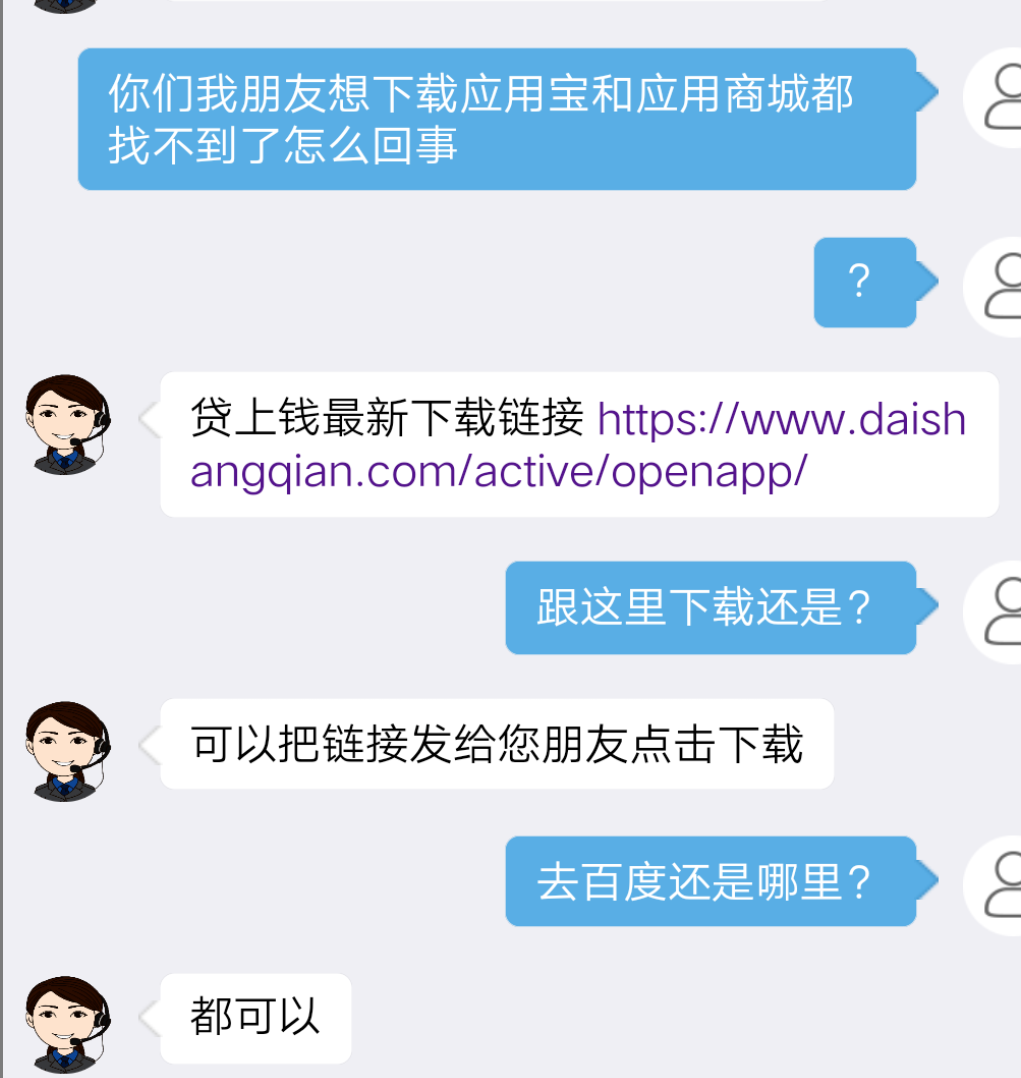 你们我朋友想下载应用宝和应用商城都
找不到了怎么回事
?
贷上钱最新下载链接 https://www.daish
angqian.com/active/openapp/
跟这里下载还是?
可以把链接发给您朋友点击下载
去百度还是哪里?
都可以